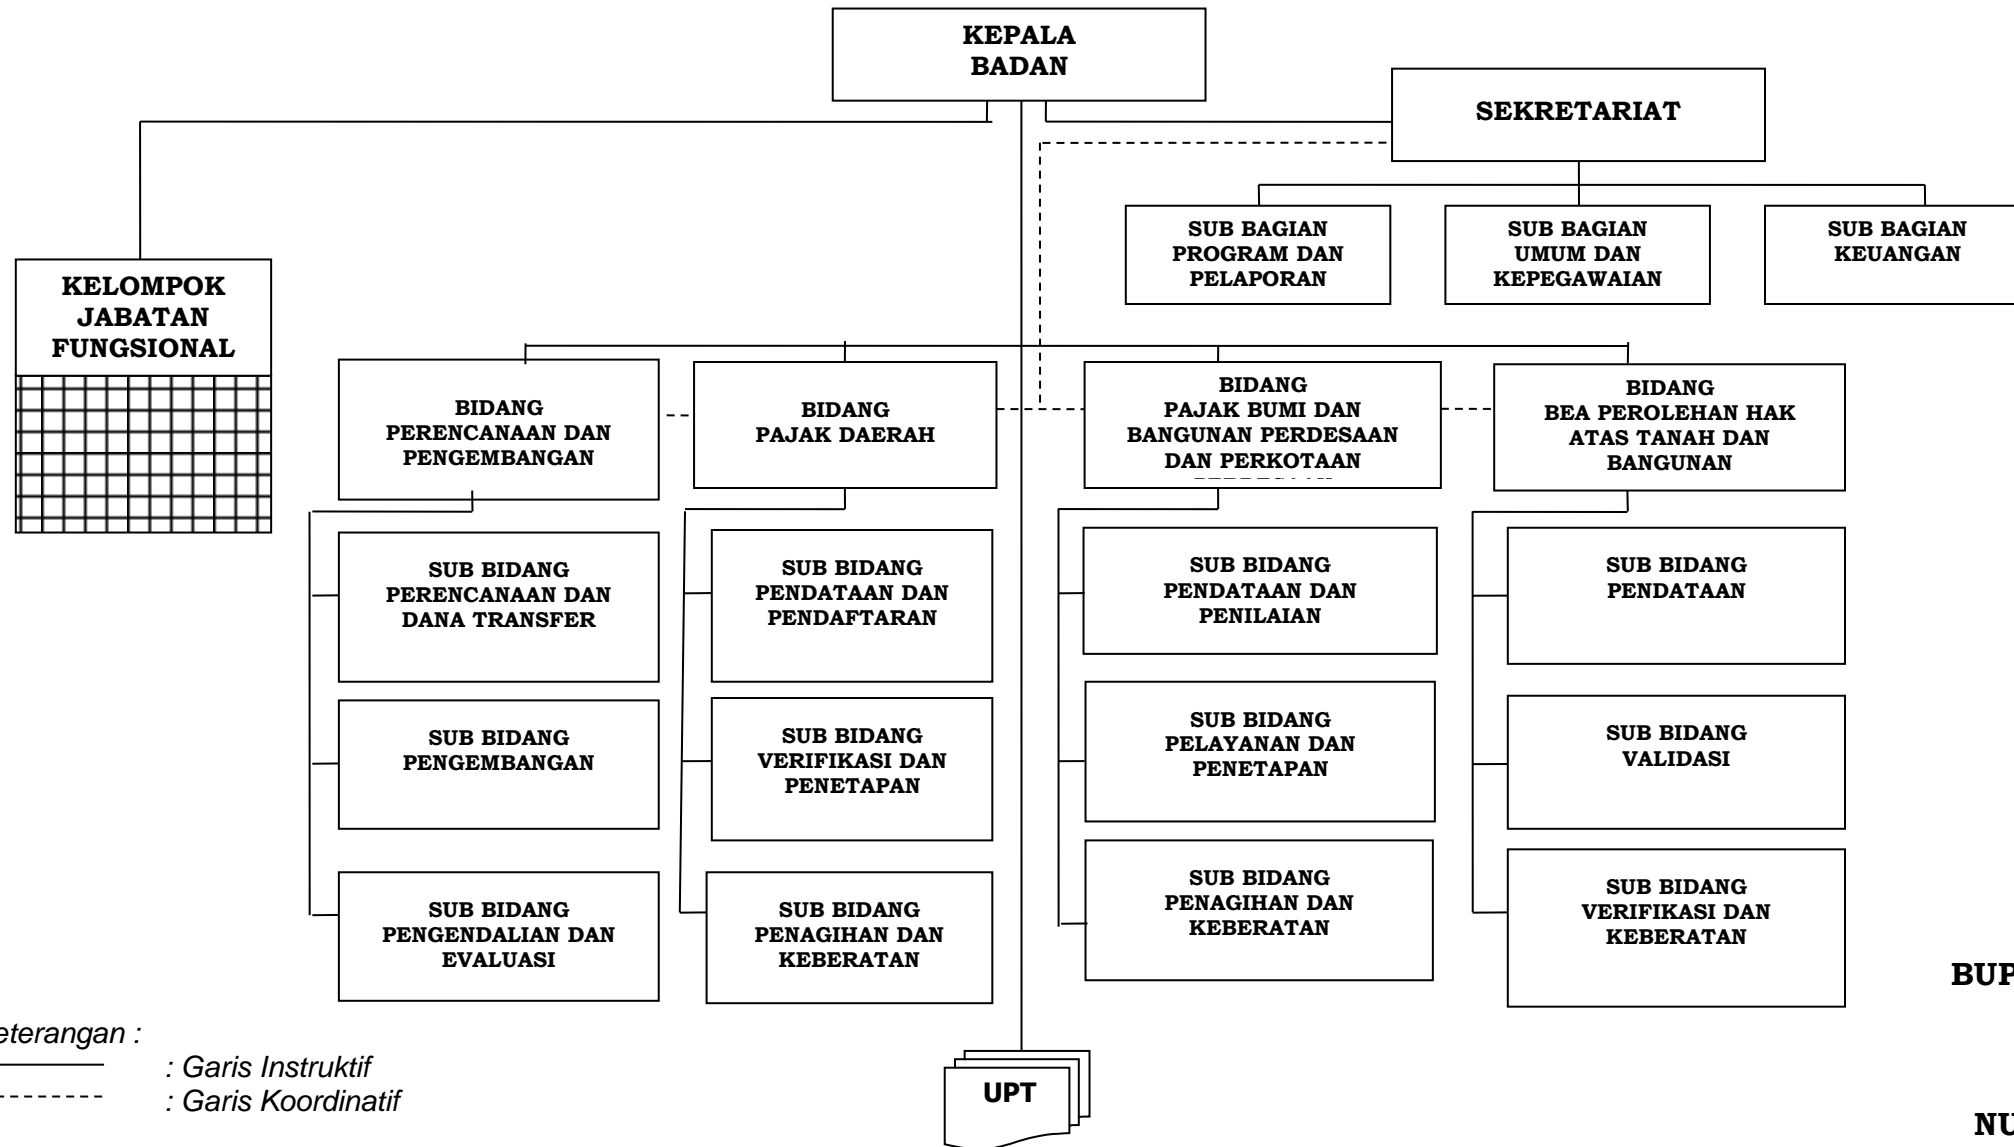 KEPALA
BADAN
SEKRETARIAT
SUB BAGIAN
PROGRAM DAN
PELAPORAN
SUB BAGIAN
UMUM DAN
KEPEGAWAIAN
SUB BAGIAN
KEUANGAN
KELOMPOK
JABATAN
FUNGSIONAL
BIDANG
PERENCANAAN DAN
PENGEMBANGAN
BIDANG
PAJAK DAERAH
BIDANG
PAJAK BUMI DAN
BANGUNAN PERDESAAN
DAN PERKOTAAN
BIDANG
BEA PEROLEHAN HAK
ATAS TANAH DAN
BANGUNAN
SUB BIDANG
PERENCANAAN DAN
DANA TRANSFER
SUB BIDANG
PENDATAAN DAN
PENDAFTARAN
SUB BIDANG
PENDATAAN DAN
PENILAIAN
SUB BIDANG
PENDATAAN
SUB BIDANG
PENGEMBANGAN
SUB BIDANG
VERIFIKASI DAN
PENETAPAN
SUB BIDANG
PELAYANAN DAN
PENETAPAN
SUB BIDANG
VALIDASI
SUB BIDANG
PENGENDALIAN DAN
EVALUASI
SUB BIDANG
PENAGIHAN DAN
KEBERATAN
SUB BIDANG
PENAGIHAN DAN
KEBERATAN
SUB BIDANG
VERIFIKASI DAN
KEBERATAN
BUP
eterangan :
: Garis Instruktif
: Garis Koordinatif
UPT
NU